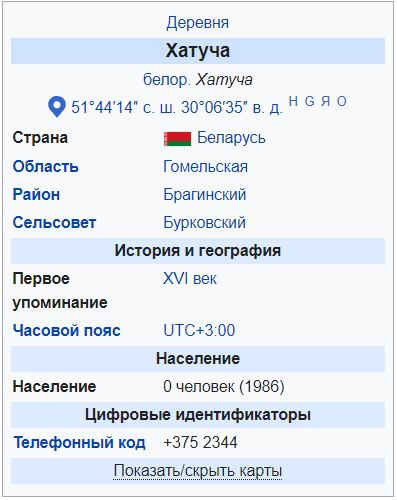 Деревня
Хатуча
белор. Хатуча
51°44′14″ с. ш. 30°06′35″ в. д. H G Я O
Страна Беларусь
Область Гомельская
Район Брагинский
Сельсовет Бурковский
История и география
Первое XVI век
упоминание
Часовой пояс UTC+3:00
Население
Население 0 человек (1986)
Цифровые идентификаторы
Телефонный код +375 2344
Показать/скрыть карты